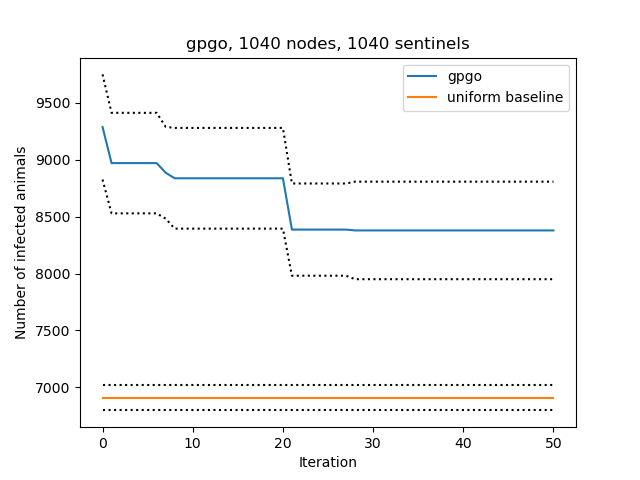 gpgo, 1040 nodes, 1040 sentinels
gpgo
uniform baseline
Number of infected animals
9500
9000
8500
8000
7500
7000
0 10 20 30 40 50
Iteration